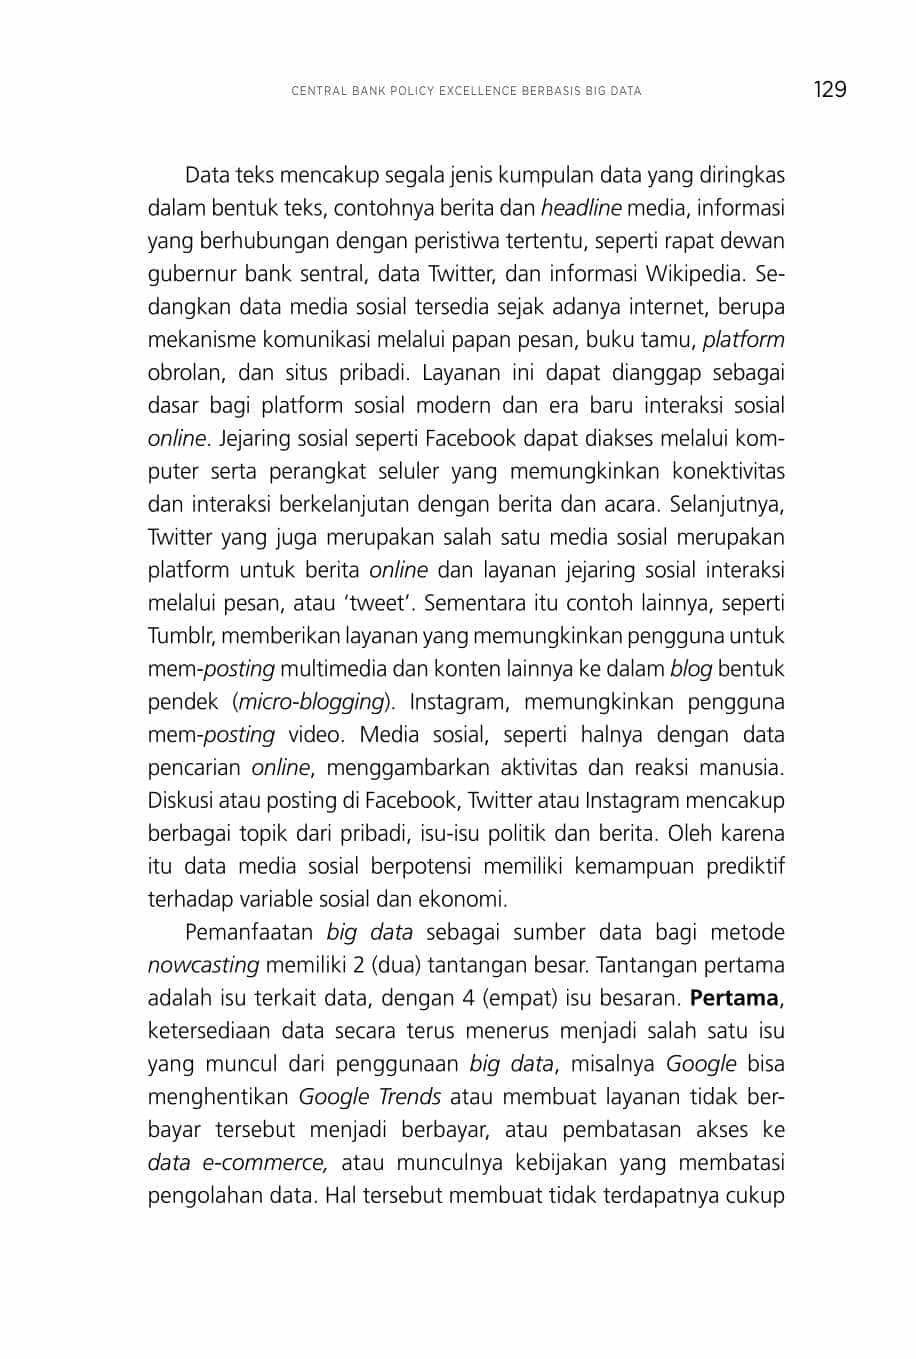 CENTRAL BANK POLICY EXCELLENCE BERBASIS BIG DATA 129
Data teks mencakup segala jenis kumpulan data yang diringkas
dalam bentuk teks, contohnya berita dan headline media, informasi
yang berhubungan dengan peristiwa tertentu, seperti rapat dewan
gubernur bank sentral, data Twitter, dan informasi Wikipedia. Se-
dangkan data media sosial tersedia sejak adanya internet, berupa
mekanisme komunikasi melalui papan pesan, buku tamu, platform
obrolan, dan situs pribadi. Layanan ini dapat dianggap sebagai
dasar bagi platform sosial modern dan era baru interaksi sosial
online. Jejaring sosial seperti Facebook dapat diakses melalui kom-
puter serta perangkat seluler yang memungkinkan konektivitas
dan interaksi berkelanjutan dengan berita dan acara. Selanjutnya,
Twitter yang juga merupakan salah satu media sosial merupakan
platform untuk berita online dan layanan jejaring sosial interaksi
melalui pesan, atau ‘tweet’. Sementara itu contoh lainnya, seperti
Tumblr, memberikan layanan yang memungkinkan pengguna untuk
mem-posting multimedia dan konten lainnya ke dalam blog bentuk
pendek (micro-blogging). Instagram, memungkinkan pengguna
mem-posting video. Media sosial, seperti halnya dengan data
pencarian online, menggambarkan aktivitas dan reaksi manusia.
Diskusi atau posting di Facebook, Twitter atau Instagram mencakup
berbagai topik dari pribadi, isu-isu politik dan berita. Oleh karena
itu data media sosial berpotensi memiliki kemampuan prediktif
terhadap variable sosial dan ekonomi.
Pemanfaatan big data sebagai sumber data bagi metode
nowcasting memiliki 2 (dua) tantangan besar. Tantangan pertama
adalah isu terkait data, dengan 4 (empat) isu besaran. Pertama,
ketersediaan data secara terus menerus menjadi salah satu isu
yang muncul dari penggunaan big data, misalnya Google bisa
menghentikan Google Trends atau membuat layanan tidak ber-
bayar tersebut menjadi berbayar, atau pembatasan akses ke
data e-commerce, atau munculnya kebijakan yang membatasi
pengolahan data. Hal tersebut membuat tidak terdapatnya cukup